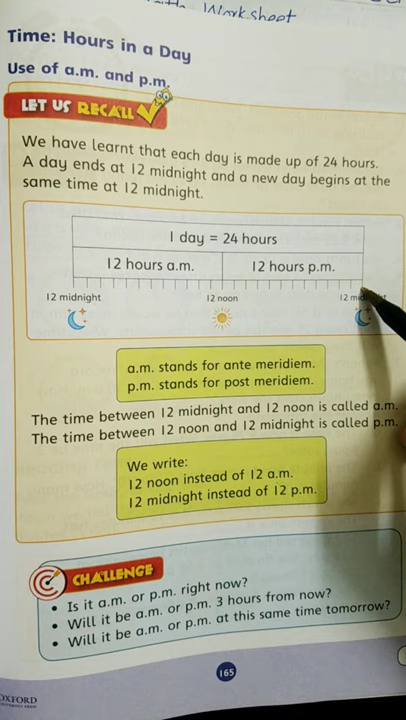 Worksheet
Time: Hours in a Day
Use of a.m. and p.m.
LET US RECALL
We have learnt that each day is made up of 24 hours.
A day ends at 12 midnight and a new day begins at the
same time at 12 midnight.
1 day = 24 hours
12 hours a.m. 12 hours p.m.
12 midnight 12 noon 12
a.m. stands for ante meridiem.
p.m. stands for post meridiem.
The time between 12 midnight and 12 noon is called a.m.
The time between 12 noon and 12 midnight is called p.m.
We write:
12 noon instead of 12 a.m.
12 midnight instead of 12 p.m.
CHALLENGE
• Is it a.m. or p.m. right now?
• Will it be a.m. or p.m. 3 hours from now?
• Will it be a.m. or p.m. at this same time tomorrow?
165
OXFORD